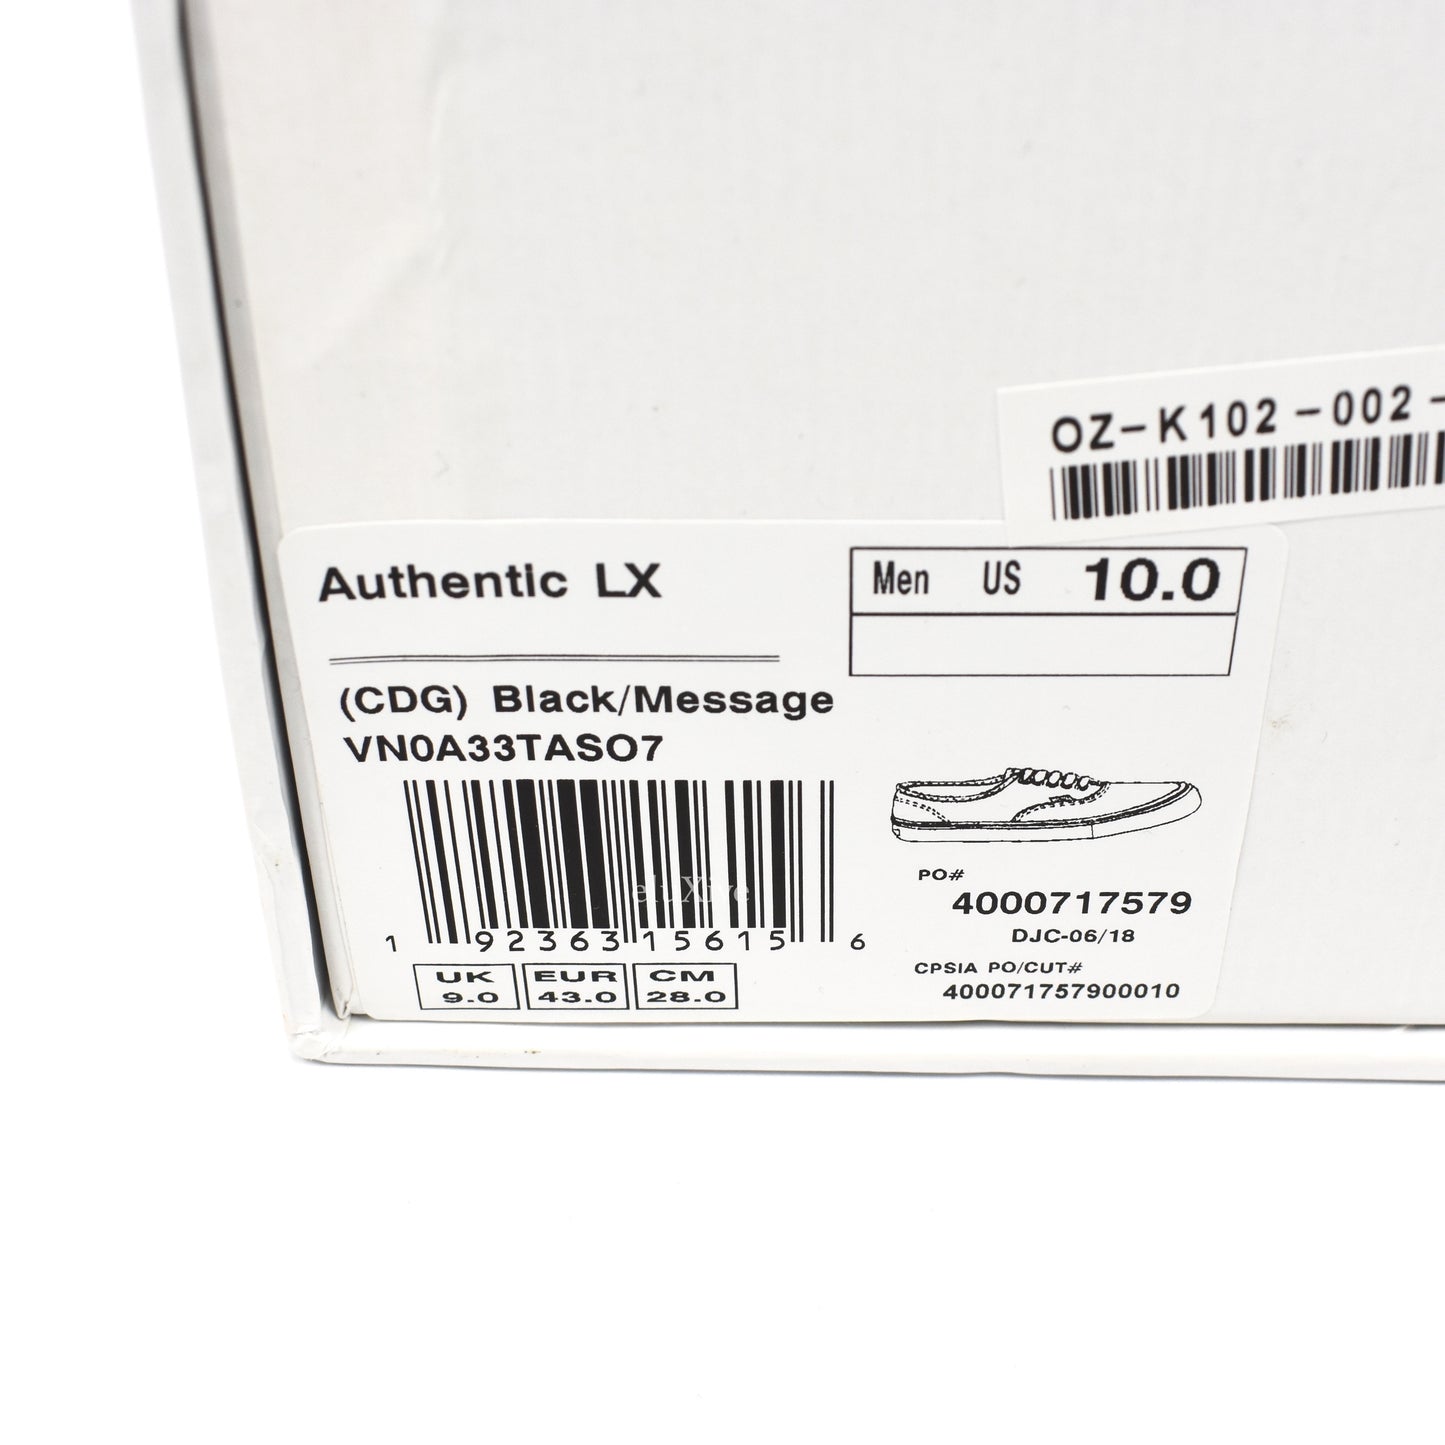 OZ-K102-002-
Authentic LX
Men US 10.0
(CDG) Black/Message
VN0A33TASO7
eluXive
1 92363 15615 6
PO#
4000717579
DJC-06/18
CPSIA PO/CUT#
400071757900010
UK EUR CM
9.0 43.0 28.0